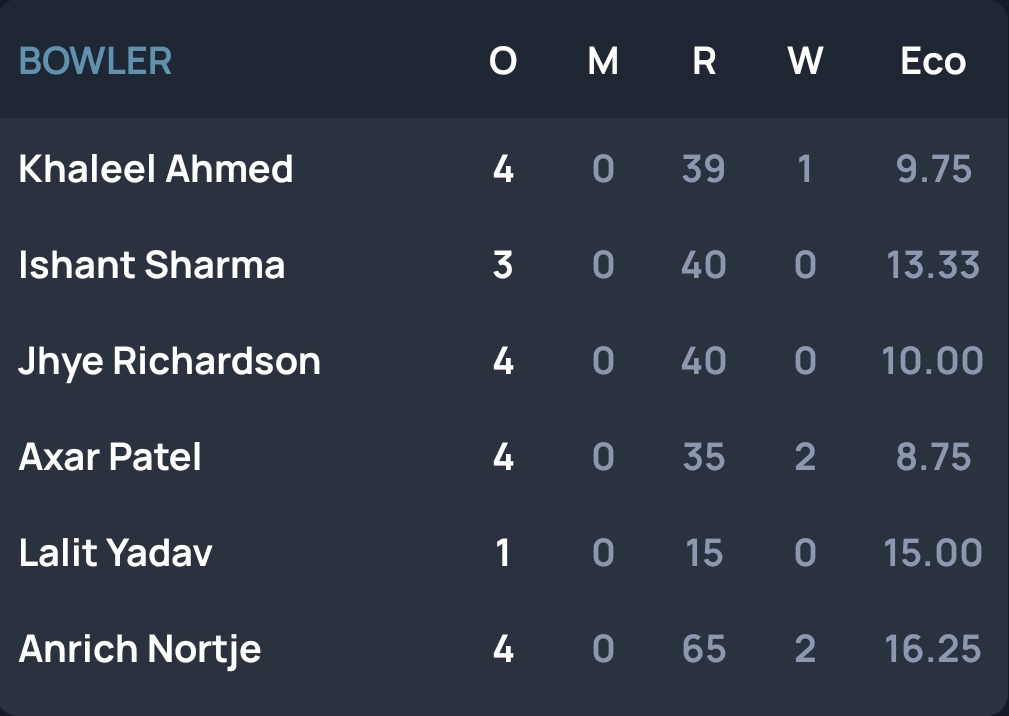 BOWLER O M R W Eco
Khaleel Ahmed 4 0 39 1 9.75
Ishant Sharma 3 0 40 0 13.33
Jhye Richardson 4 0 40 0 10.00
Axar Patel 4 0 35 2 8.75
Lalit Yadav 1 0 15 0 15.00
Anrich Nortje 4 0 65 2 16.25